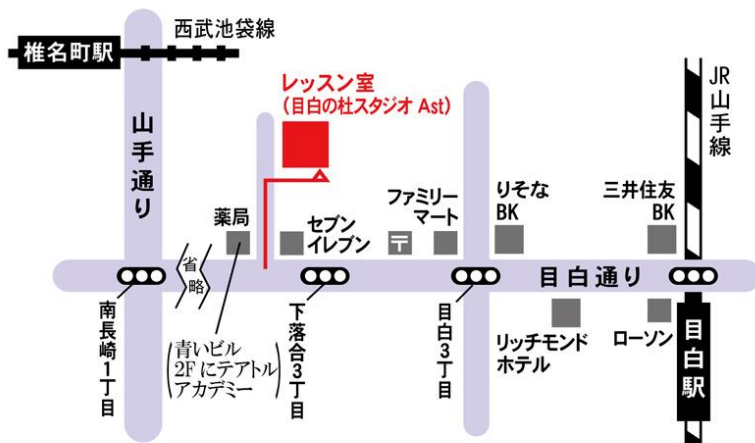 西武池袋線
椎名町駅
レッスン室
（目白の杜スタジオ Ast）
JR山手線
山手通り
薬局
セブン
イレブン
〒
ファミリー
マート
りそな
BK
三井住友
BK
省略
目白通り
南長崎1丁目
青いビル
2Fにテアトル
アカデミー
下落合3丁目
目白3丁目
リッチモンド
ホテル
ローソン
目白駅